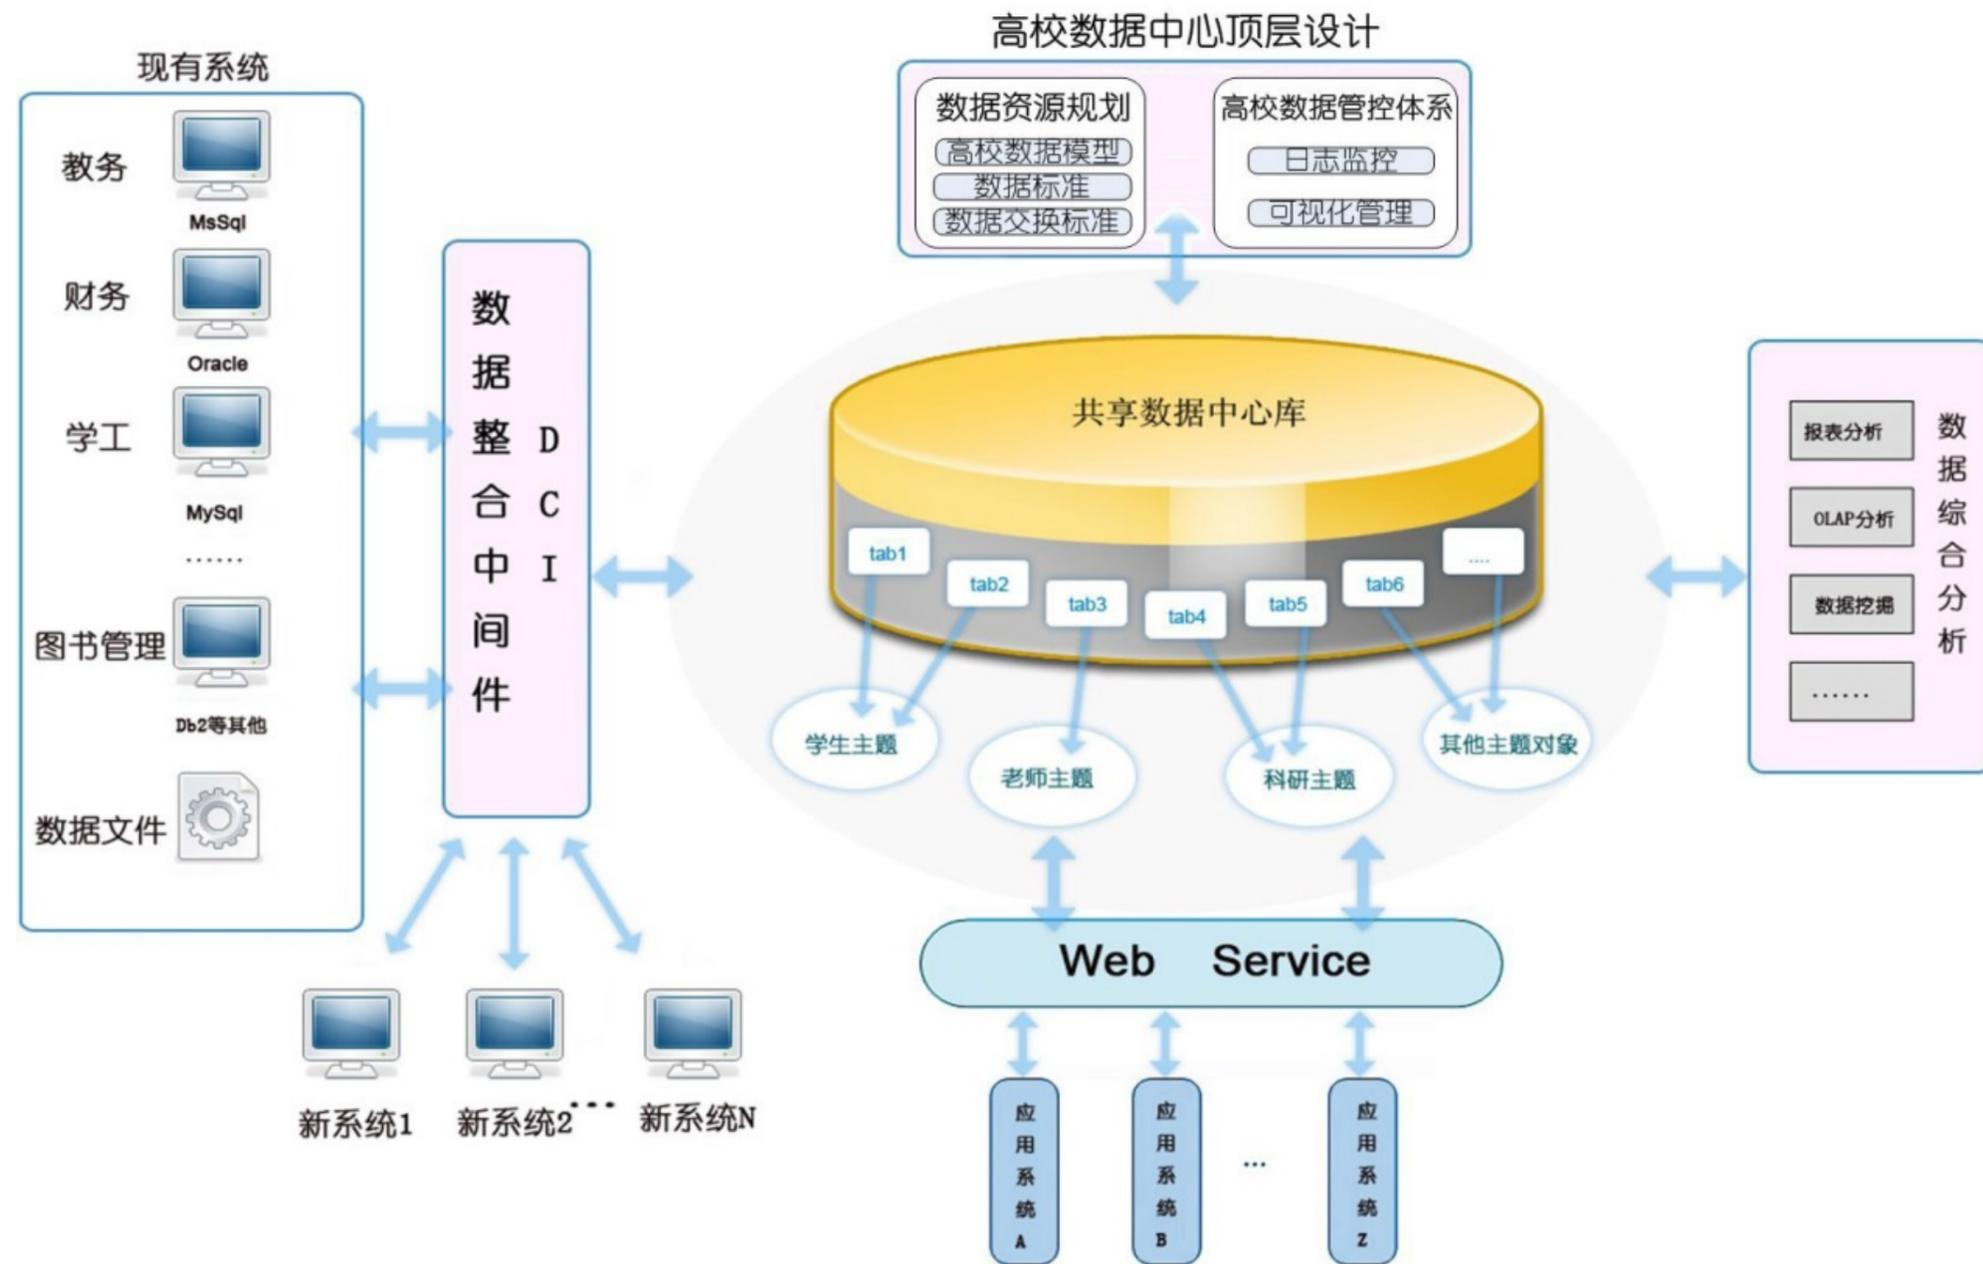 高校数据中心顶层设计
数据资源规划
高校数据模型
数据标准
数据交换标准
高校数据管控体系
日志监控
可视化管理
现有系统
教务
MsSql
财务
Oracle
学工
MySql
······
图书管理
Db2等其他
数据文件
数据整合中间件
DCI
新系统1
新系统2
...
新系统N
共享数据中心库
tab1
tab2
tab3
tab4
tab5
tab6
....
学生主题
老师主题
科研主题
其他主题对象
Web Service
应用系统A
应用系统B
...
应用系统Z
数据综合分析
报表分析
OLAP分析
数据挖掘
······